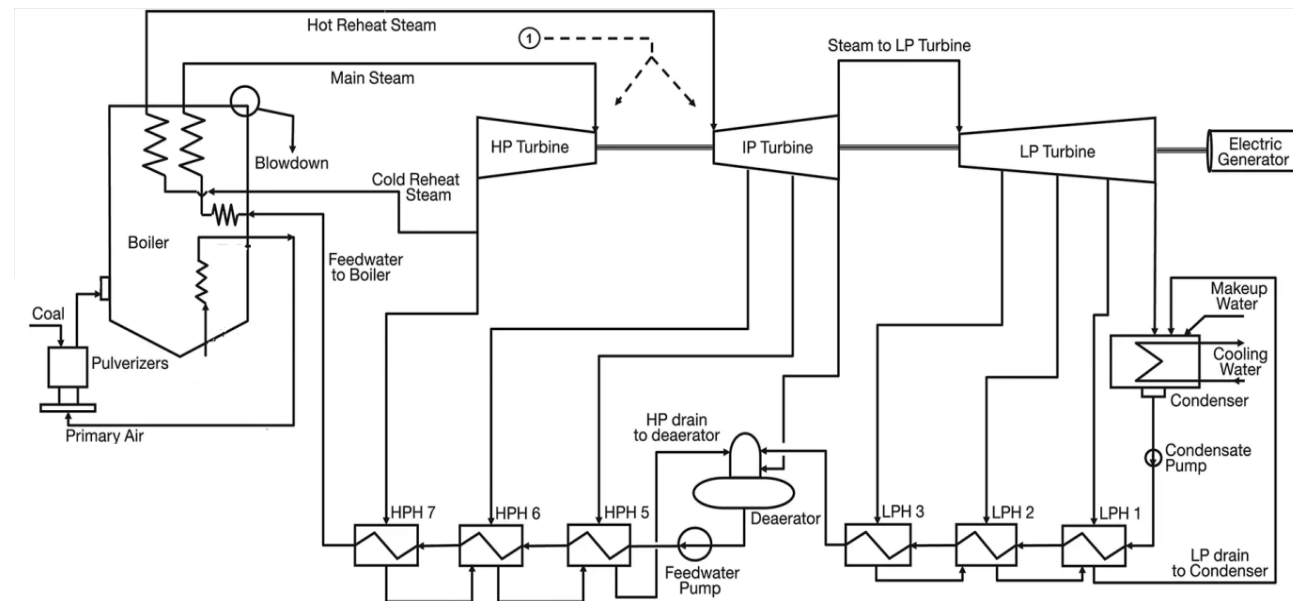 Hot Reheat Steam
1
Steam to LP Turbine
Main Steam
HP Turbine
IP Turbine
LP Turbine
Electric
Generator
Blowdown
Cold Reheat
Steam
Boiler
Feedwater
to Boiler
Coal
Pulverizers
Primary Air
Makeup
Water
Cooling
Water
Condenser
Condensate
Pump
HP drain
to deaerator
HPH 7
HPH 6
HPH 5
Deaerator
LPH 3
LPH 2
LPH 1
Feedwater
Pump
LP drain
to Condenser